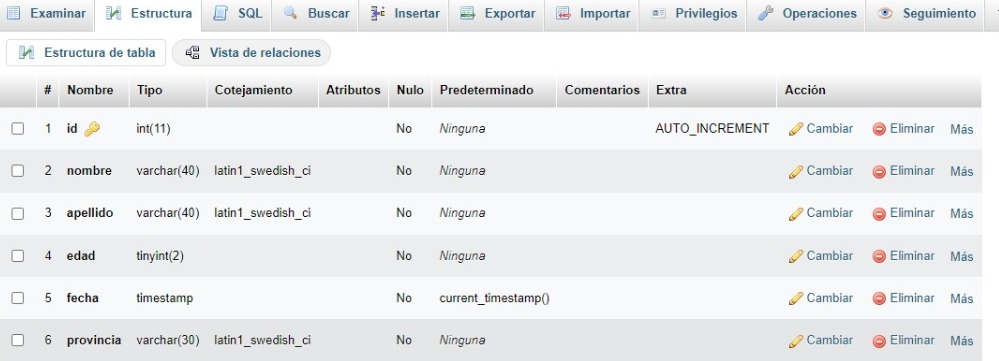 Examinar Estructura SQL Buscar Insertar Exportar Importar Privilegios Operaciones Seguimiento
Estructura de tabla Vista de relaciones
# Nombre Tipo Cotejamiento Atributos Nulo Predeterminado Comentarios Extra Acción
1 id int(11) No Ninguna AUTO_INCREMENT Cambiar Eliminar Más
2 nombre varchar(40) latin1_swedish_ci No Ninguna Cambiar Eliminar Más
3 apellido varchar(40) latin1_swedish_ci No Ninguna Cambiar Eliminar Más
4 edad tinyint(2) No Ninguna Cambiar Eliminar Más
5 fecha timestamp No current_timestamp() Cambiar Eliminar Más
6 provincia varchar(30) latin1_swedish_ci No Ninguna Cambiar Eliminar Más